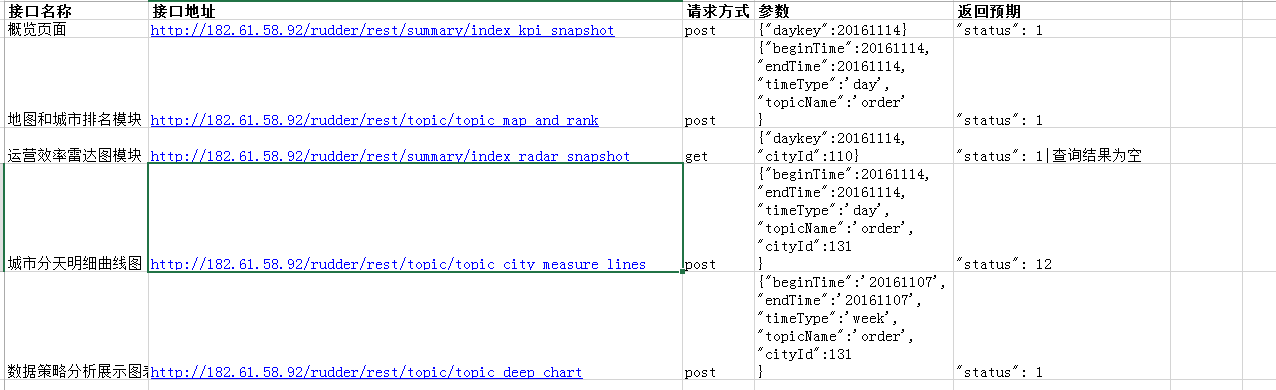 接口名称 接口地址 请求方式 参数 返回预期
概览页面 http://182.61.58.92/rudder/rest/summary/index_kpi_snapshot post {"daykey":20161114} "status": 1
{"beginTime":20161114,
"endTime":20161114,
"timeType":'day',
"topicName":'order'
地图和城市排名模块 http://182.61.58.92/rudder/rest/topic/topic_map_and_rank post } "status": 1
{"daykey":20161114,
运营效率雷达图模块 http://182.61.58.92/rudder/rest/summary/index_radar_snapshot get "cityId":110} "status": 1|查询结果为空
{"beginTime":20161114,
"endTime":20161114,
"timeType":'day',
"topicName":'order',
"cityId":131
城市分天明细曲线图 http://182.61.58.92/rudder/rest/topic/topic_city_measure_lines post } "status": 12
{"beginTime":'20161107',
"endTime":'20161107',
"timeType":'week',
"topicName":'order',
"cityId":131
数据策略分析展示图表 http://182.61.58.92/rudder/rest/topic/topic_deep_chart post } "status": 1